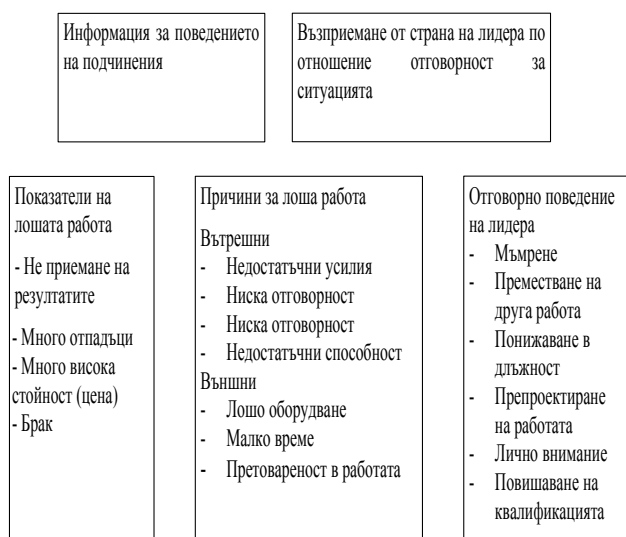 Информация за поведението
на подчинения
Възприемане от страна на лидера по
отношение отговорност за
ситуацията
Показатели на
лошата работа
- Не приемане на
резултатите
- Много отпадъци
- Много висока
стойност (цена)
- Брак
Причини за лоша работа
Вътрешни
- Недостатъчни усилия
- Ниска отговорност
- Ниска отговорност
- Недостатъчни способност
Външни
- Лошо оборудване
- Малко време
- Претовареност в работата
Отговорно поведение
на лидера
- Мъмрене
- Преместване на
друга работа
- Понижаване в
длъжност
- Препроектиране
на работата
- Лично внимание
- Повишаване на
квалификацията